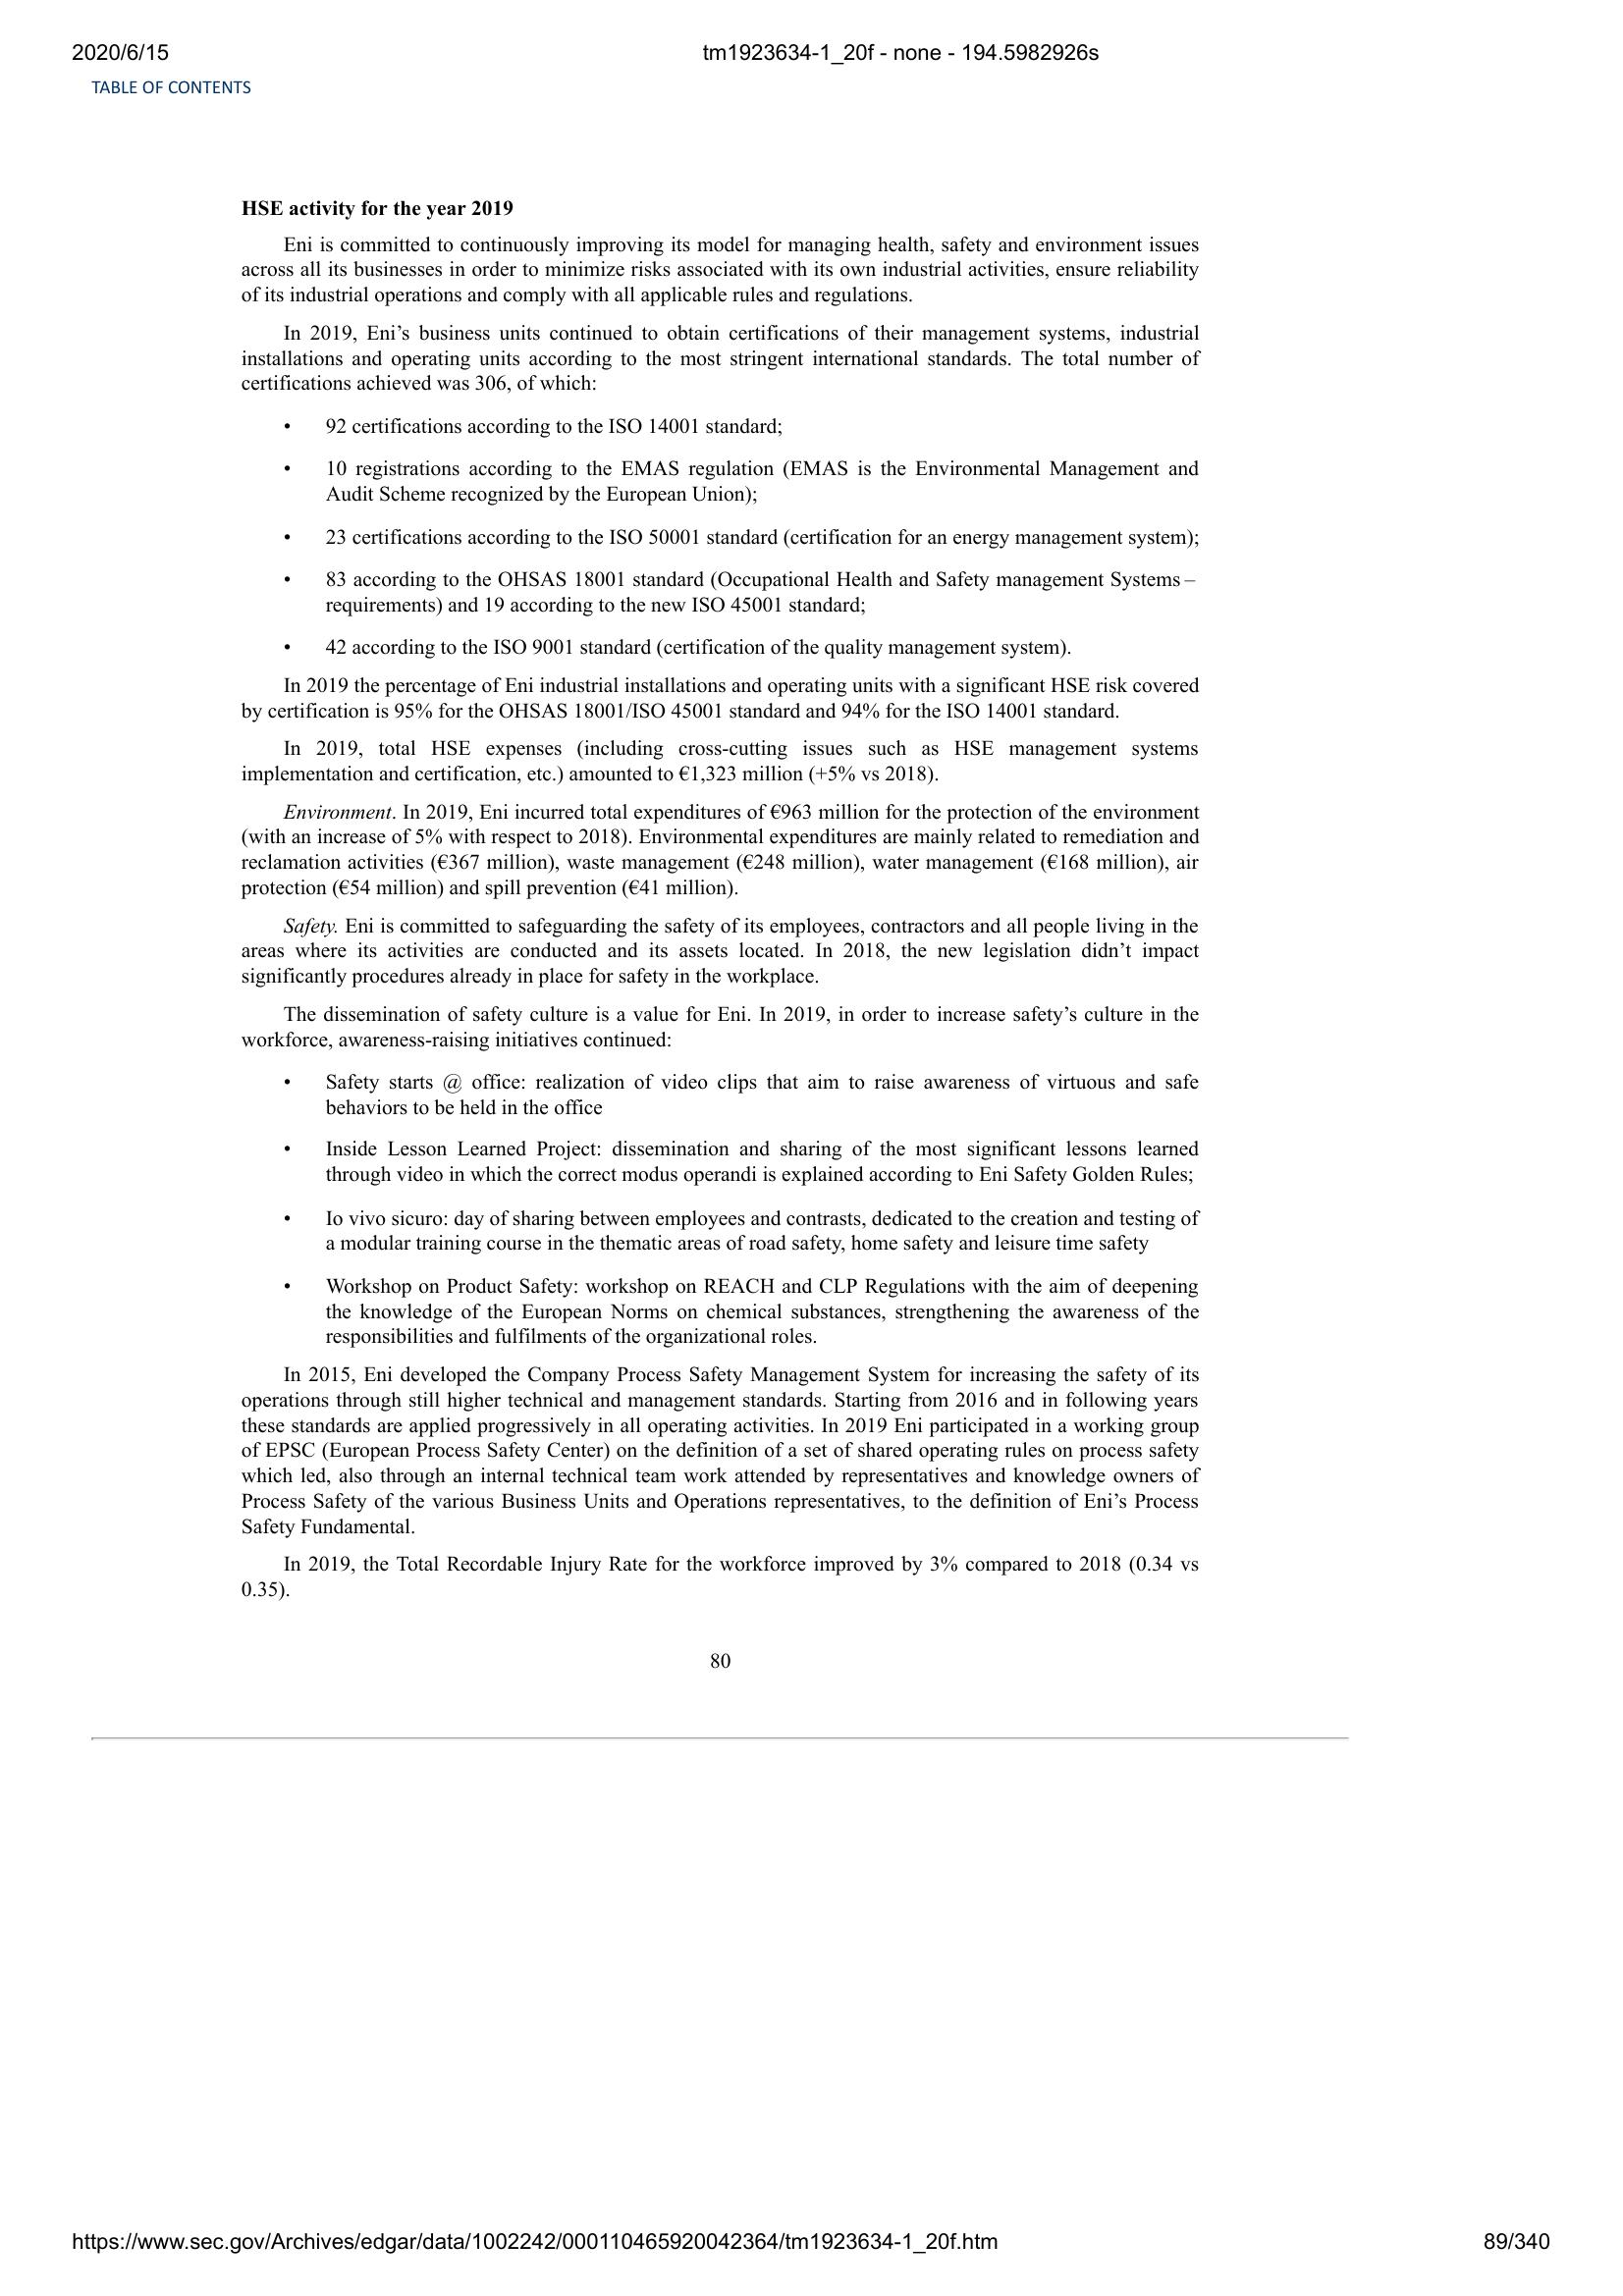 2020/6/15 tm1923634-1_20f - none - 194.5982926s
TABLE OF CONTENTS
HSE activity for the year 2019
Eni is committed to continuously improving its model for managing health, safety and environment issues
across all its businesses in order to minimize risks associated with its own industrial activities, ensure reliability
of its industrial operations and comply with all applicable rules and regulations.
In 2019, Eni’s business units continued to obtain certifications of their management systems, industrial
installations and operating units according to the most stringent international standards. The total number of
certifications achieved was 306, of which:
• 92 certifications according to the ISO 14001 standard;
• 10 registrations according to the EMAS regulation (EMAS is the Environmental Management and
Audit Scheme recognized by the European Union);
• 23 certifications according to the ISO 50001 standard (certification for an energy management system);
• 83 according to the OHSAS 18001 standard (Occupational Health and Safety management Systems –
requirements) and 19 according to the new ISO 45001 standard;
• 42 according to the ISO 9001 standard (certification of the quality management system).
In 2019 the percentage of Eni industrial installations and operating units with a significant HSE risk covered
by certification is 95% for the OHSAS 18001/ISO 45001 standard and 94% for the ISO 14001 standard.
In 2019, total HSE expenses (including cross-cutting issues such as HSE management systems
implementation and certification, etc.) amounted to €1,323 million (+5% vs 2018).
Environment. In 2019, Eni incurred total expenditures of €963 million for the protection of the environment
(with an increase of 5% with respect to 2018). Environmental expenditures are mainly related to remediation and
reclamation activities (€367 million), waste management (€248 million), water management (€168 million), air
protection (€54 million) and spill prevention (€41 million).
Safety. Eni is committed to safeguarding the safety of its employees, contractors and all people living in the
areas where its activities are conducted and its assets located. In 2018, the new legislation didn’t impact
significantly procedures already in place for safety in the workplace.
The dissemination of safety culture is a value for Eni. In 2019, in order to increase safety’s culture in the
workforce, awareness-raising initiatives continued:
• Safety starts @ office: realization of video clips that aim to raise awareness of virtuous and safe
behaviors to be held in the office
• Inside Lesson Learned Project: dissemination and sharing of the most significant lessons learned
through video in which the correct modus operandi is explained according to Eni Safety Golden Rules;
• Io vivo sicuro: day of sharing between employees and contrasts, dedicated to the creation and testing of
a modular training course in the thematic areas of road safety, home safety and leisure time safety
• Workshop on Product Safety: workshop on REACH and CLP Regulations with the aim of deepening
the knowledge of the European Norms on chemical substances, strengthening the awareness of the
responsibilities and fulfilments of the organizational roles.
In 2015, Eni developed the Company Process Safety Management System for increasing the safety of its
operations through still higher technical and management standards. Starting from 2016 and in following years
these standards are applied progressively in all operating activities. In 2019 Eni participated in a working group
of EPSC (European Process Safety Center) on the definition of a set of shared operating rules on process safety
which led, also through an internal technical team work attended by representatives and knowledge owners of
Process Safety of the various Business Units and Operations representatives, to the definition of Eni’s Process
Safety Fundamental.
In 2019, the Total Recordable Injury Rate for the workforce improved by 3% compared to 2018 (0.34 vs
0.35).
80
https://www.sec.gov/Archives/edgar/data/1002242/000110465920042364/tm1923634-1_20f.htm 89/340